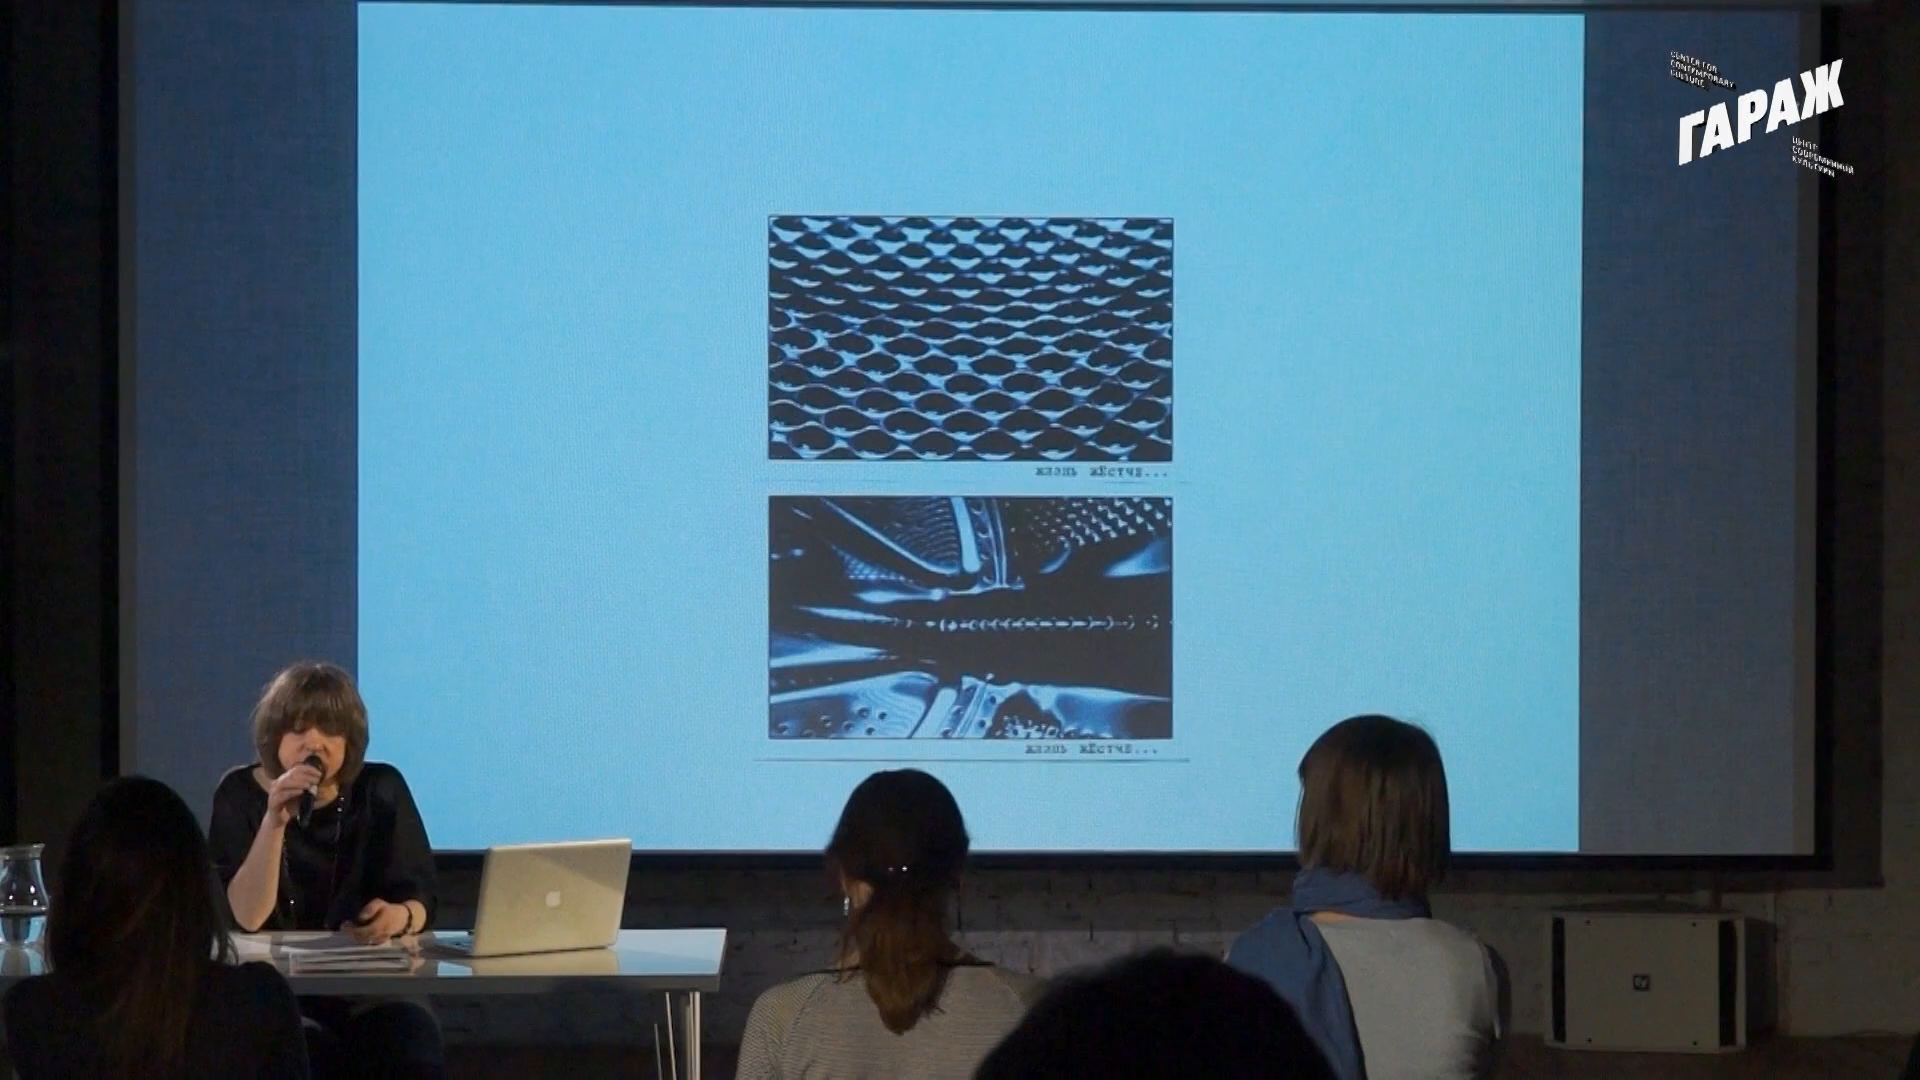 CENTER FOR
CONTEMPORARY
CULTURE
ГАРАЖ
ЦЕНТР
СОВРЕМЕННОЙ
КУЛЬТУРЫ
жизнь жёстче...
жизнь жёстче...